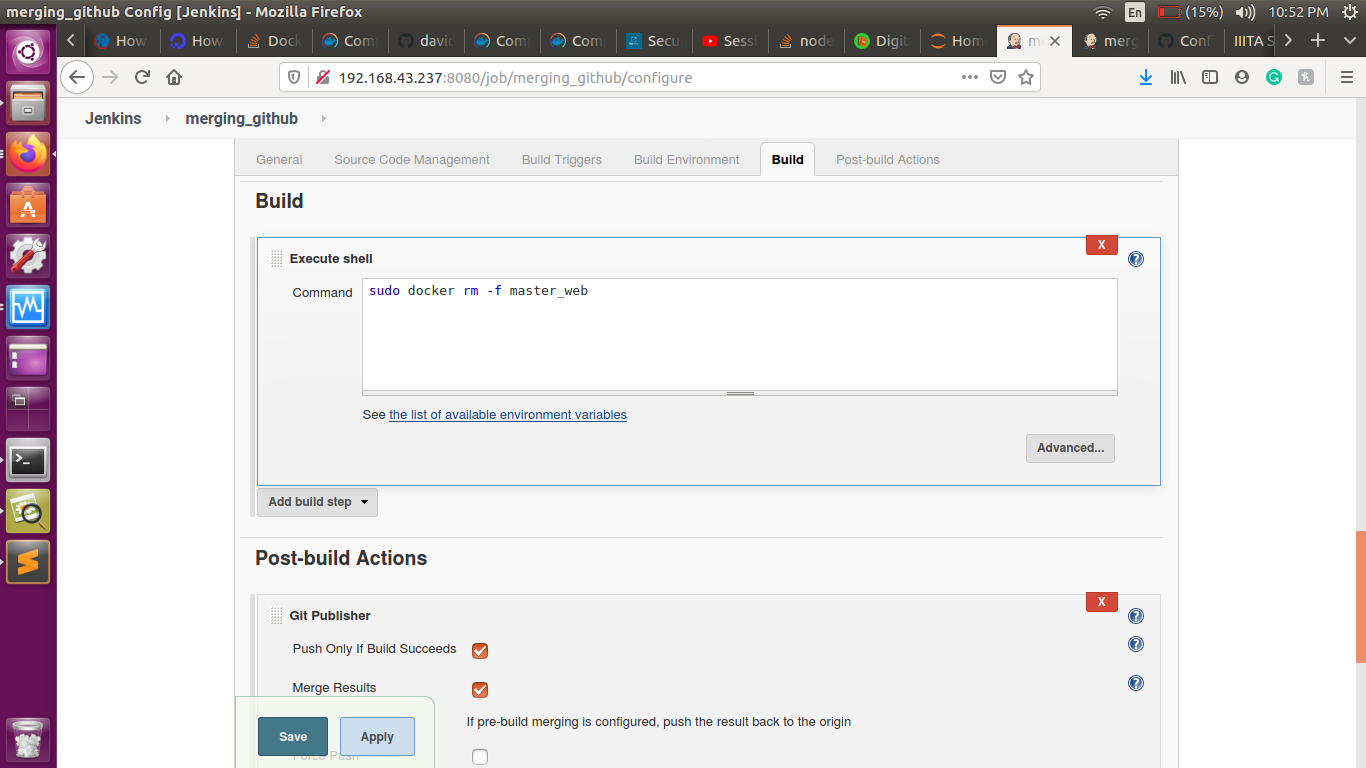 merging_github Config [Jenkins] - Mozilla Firefox En (15%) 10:52 PM
How How Dock Com davi Com Com Secu Sessi node Digit Hom m merg Conf IIITA S
192.168.43.237:8080/job/merging_github/configure
Jenkins merging_github
General Source Code Management Build Triggers Build Environment Build Post-build Actions
Build
X
Execute shell
Command sudo docker rm -f master_web
See the list of available environment variables
Advanced...
Add build step
Post-build Actions
X
Git Publisher
Push Only If Build Succeeds
Merge Results
If pre-build merging is configured, push the result back to the origin
Save Apply
Force Push